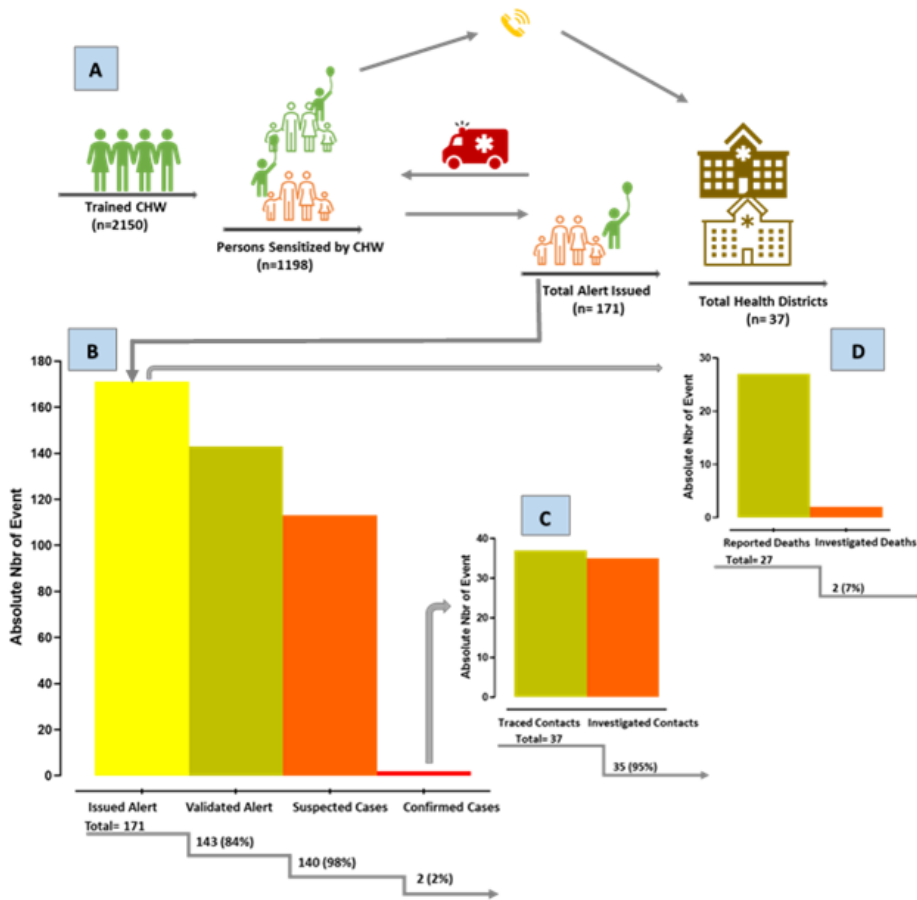 A
Trained CHW
(n=2150)
Persons Sensitized by CHW
(n=1198)
Total Alert Issued
(n= 171)
Total Health Districts
(n= 37)
B
Absolute Nbr of Event
180
160
140
120
100
80
60
40
20
0
Issued Alert Validated Alert Suspected Cases Confirmed Cases
Total= 171
143 (84%)
140 (98%)
2 (2%)
C
Absolute Nbr of Event
40
30
20
10
0
Traced Contacts Investigated Contacts
Total= 37
35 (95%)
D
Absolute Nbr of Event
30
20
10
0
Reported Deaths Investigated Deaths
Total= 27
2 (7%)